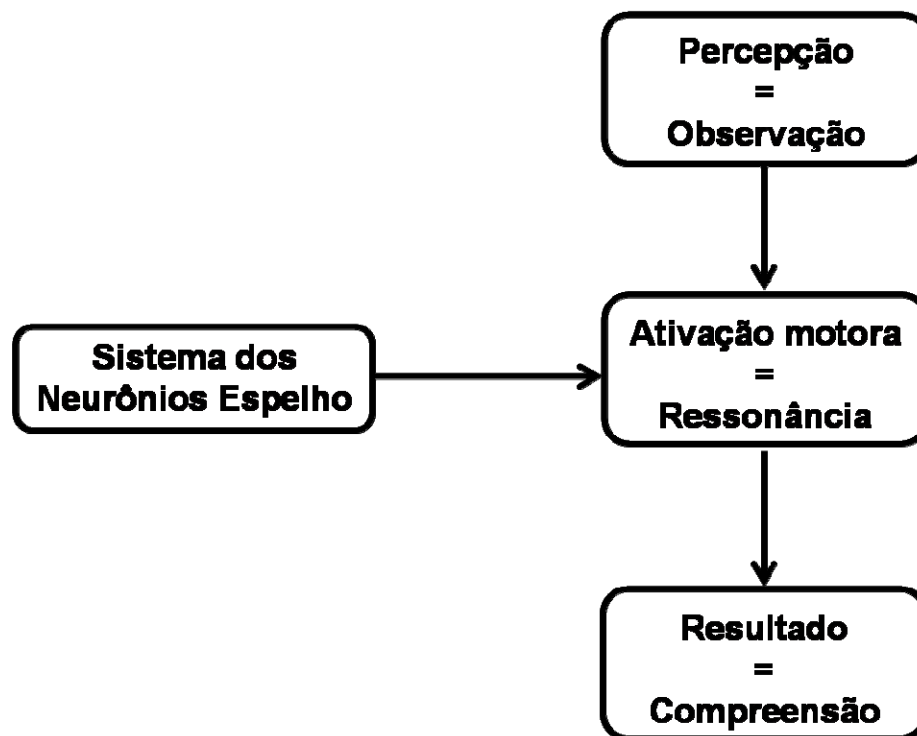 Percepção
=
Observação
Sistema dos
Neurônios Espelho
Ativação motora
=
Ressonância
Resultado
=
Compreensão